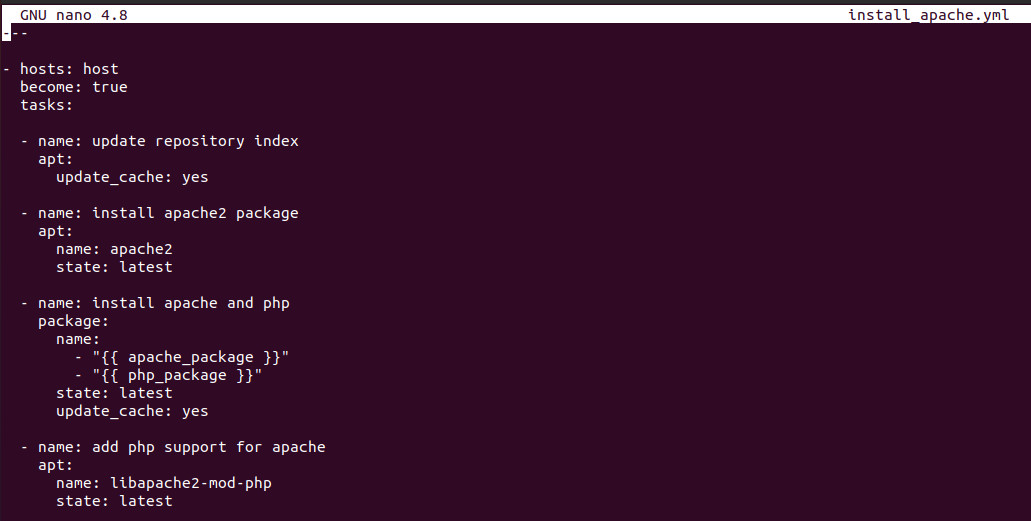 GNU nano 4.8 install_apache.yml
---
- hosts: host
become: true
tasks:
- name: update repository index
apt:
update_cache: yes
- name: install apache2 package
apt:
name: apache2
state: latest
- name: install apache and php
package:
name:
- "{{ apache_package }}"
- "{{ php_package }}"
state: latest
update_cache: yes
- name: add php support for apache
apt:
name: libapache2-mod-php
state: latest